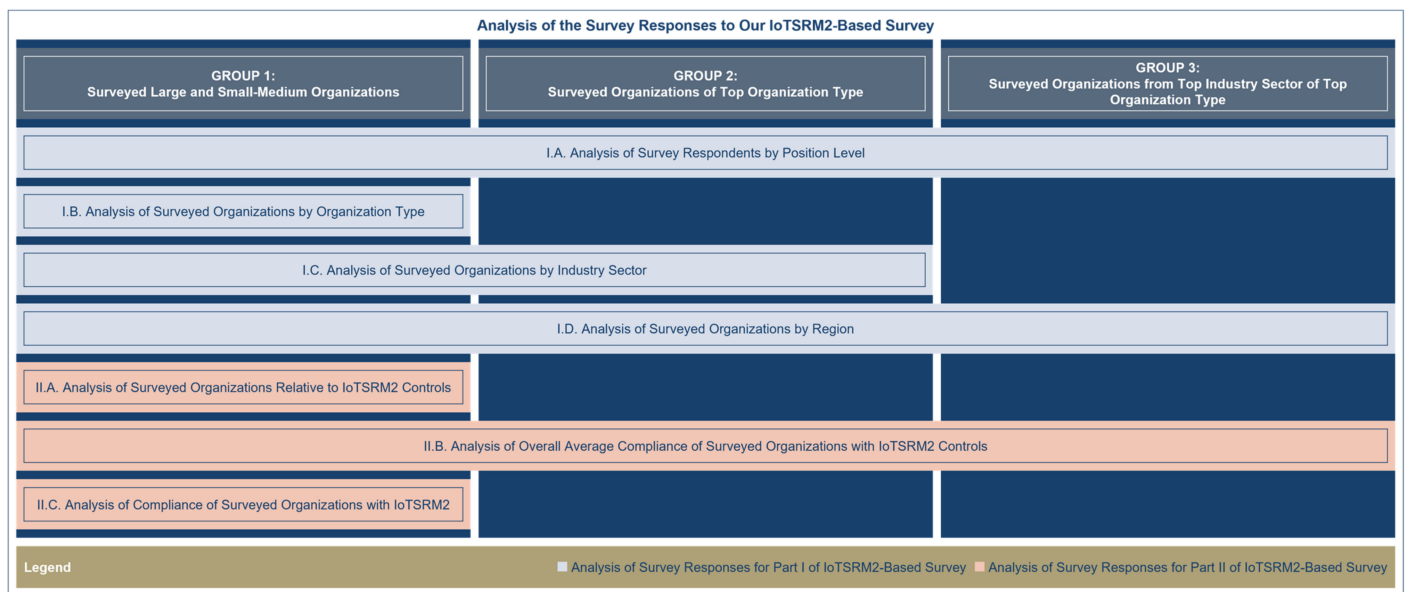 Analysis of the Survey Responses to Our IoTSRM2-Based Survey
GROUP 1:
Surveyed Large and Small-Medium Organizations
GROUP 2:
Surveyed Organizations of Top Organization Type
GROUP 3:
Surveyed Organizations from Top Industry Sector of Top
Organization Type
I.A. Analysis of Survey Respondents by Position Level
I.B. Analysis of Surveyed Organizations by Organization Type
I.C. Analysis of Surveyed Organizations by Industry Sector
I.D. Analysis of Surveyed Organizations by Region
II.A. Analysis of Surveyed Organizations Relative to IoTSRM2 Controls
II.B. Analysis of Overall Average Compliance of Surveyed Organizations with IoTSRM2 Controls
II.C. Analysis of Compliance of Surveyed Organizations with IoTSRM2
Legend
Analysis of Survey Responses for Part I of IoTSRM2-Based Survey
Analysis of Survey Responses for Part II of IoTSRM2-Based Survey